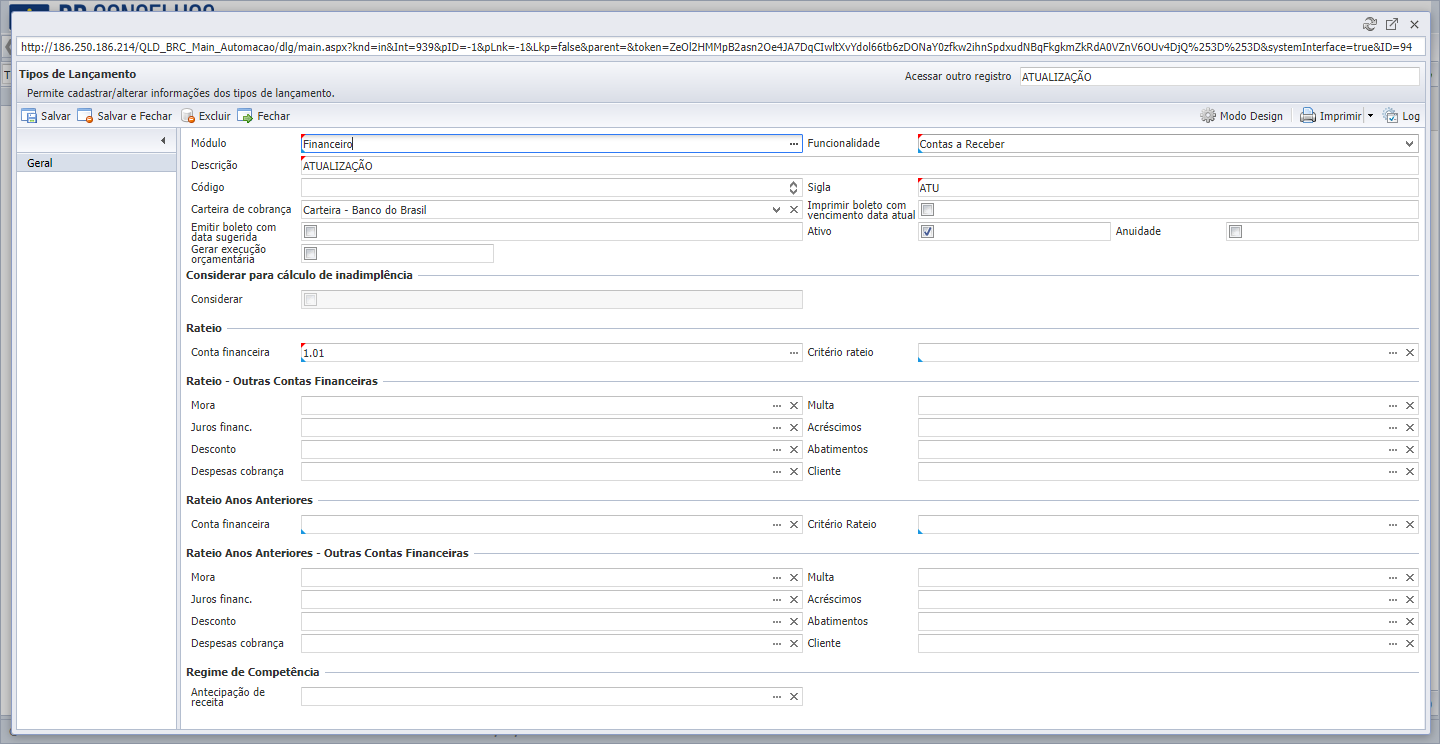 BR CONSELHOS
http://186.250.186.214/QLD_BRC_Main_Automacao/dlg/main.aspx?knd=in&Int=939&pID=-1&pLnk=-1&Lkp=false&parent=&token=ZeOl2HMMpB2asn2Oe4JA7DqCIwltXvYdol66tb6zDONaY0zfkw2ihnSpdxudNBqFkgkmZkRdA0VZnV6OUv4DjQ%253D%253D&systemInterface=true&ID=94
Tipos de Lançamento
Acessar outro registro ATUALIZAÇÃO
Permite cadastrar/alterar informações dos tipos de lançamento.
Salvar Salvar e Fechar Excluir Fechar Modo Design Imprimir Log
Geral
Módulo Financeiro Funcionalidade Contas a Receber
Descrição ATUALIZAÇÃO
Código Sigla ATU
Carteira de cobrança Carteira - Banco do Brasil Imprimir boleto com
vencimento data atual
Emitir boleto com
data sugerida Ativo Anuidade
Gerar execução
orçamentária
Considerar para cálculo de inadimplência
Considerar
Rateio
Conta financeira 1.01 Critério rateio
Rateio - Outras Contas Financeiras
Mora Multa
Juros financ. Acréscimos
Desconto Abatimentos
Despesas cobrança Cliente
Rateio Anos Anteriores
Conta financeira Critério Rateio
Rateio Anos Anteriores - Outras Contas Financeiras
Mora Multa
Juros financ. Acréscimos
Desconto Abatimentos
Despesas cobrança Cliente
Regime de Competência
Antecipação de
receita